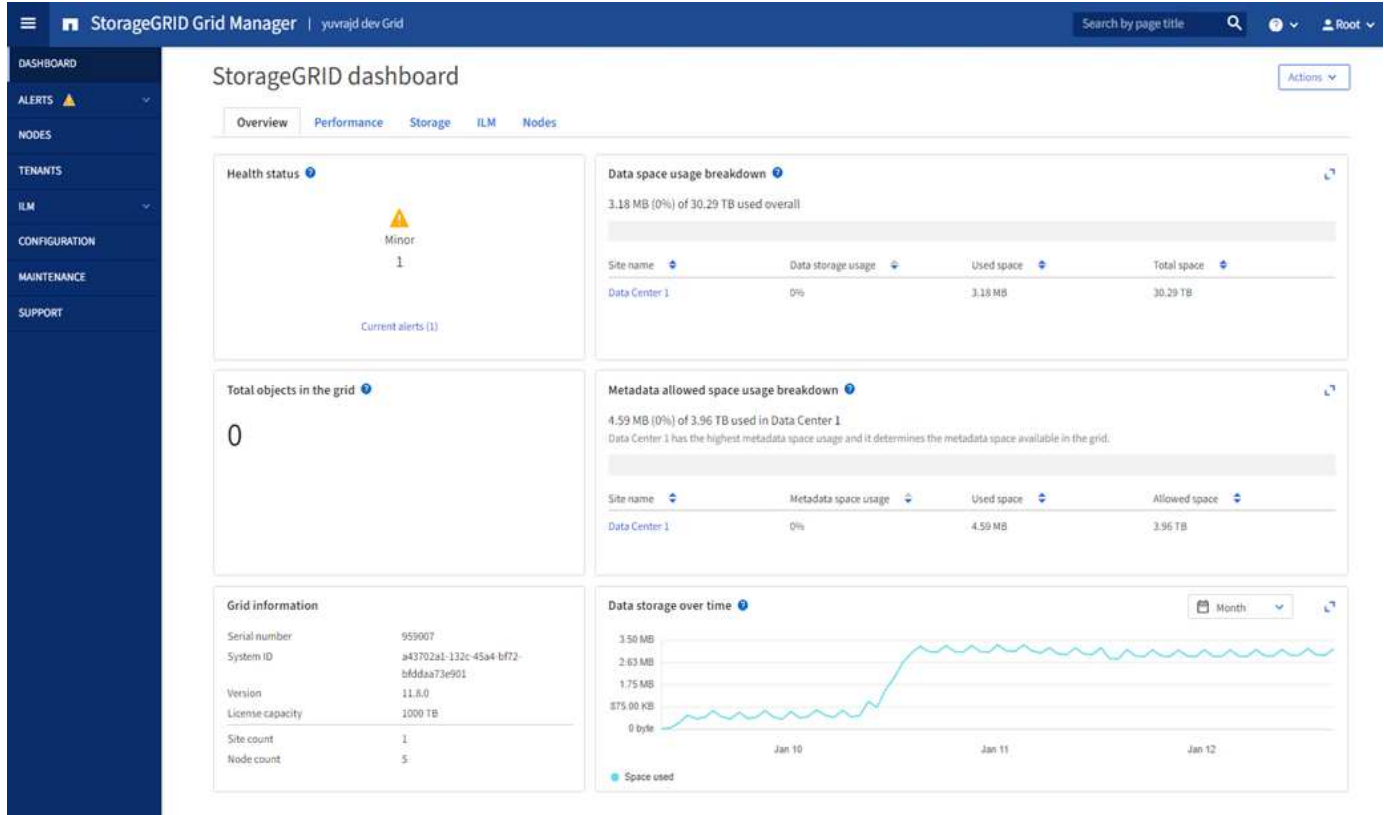 StorageGRID Grid Manager | yuvrajd dev Grid
Search by page title
Root
DASHBOARD
ALERTS
NODES
TENANTS
ILM
CONFIGURATION
MAINTENANCE
SUPPORT
StorageGRID dashboard
Actions
Overview Performance Storage ILM Nodes
Health status
Minor
1
Current alerts (1)
Data space usage breakdown
3.18 MB (0%) of 30.29 TB used overall
Site name Data storage usage Used space Total space
Data Center 1 0% 3.18 MB 30.29 TB
Total objects in the grid
0
Metadata allowed space usage breakdown
4.59 MB (0%) of 3.96 TB used in Data Center 1
Data Center 1 has the highest metadata space usage and it determines the metadata space available in the grid.
Site name Metadata space usage Used space Allowed space
Data Center 1 0% 4.59 MB 3.96 TB
Grid information
Serial number 959007
System ID a43702a1-132c-45a4-bf72-
bfddaa73e901
Version 11.8.0
License capacity 1000 TB
Site count 1
Node count 5
Data storage over time
Month
3.50 MB
2.63 MB
1.75 MB
875.00 KB
0 byte
Jan 10 Jan 11 Jan 12
Space used